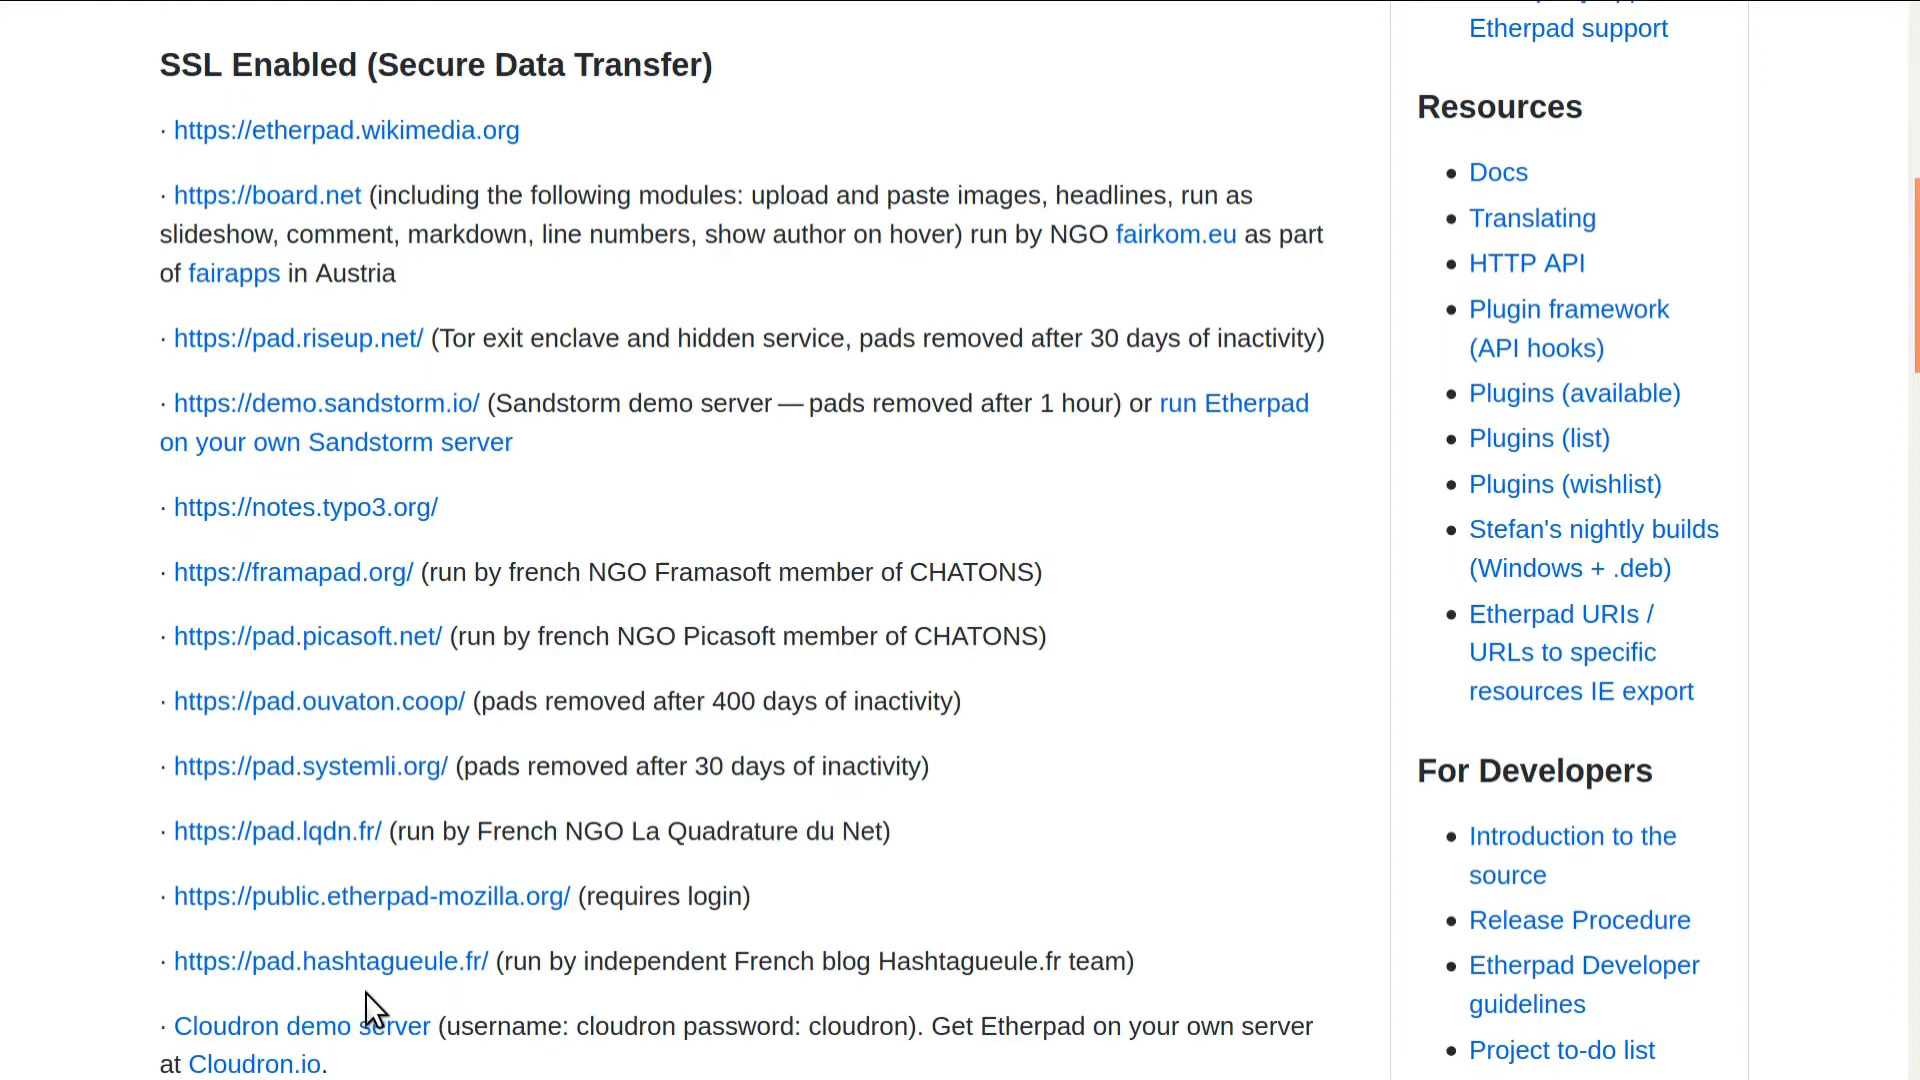 SSL Enabled (Secure Data Transfer)
· https://etherpad.wikimedia.org
· https://board.net (including the following modules: upload and paste images, headlines, run as
slideshow, comment, markdown, line numbers, show author on hover) run by NGO fairkom.eu as part
of fairapps in Austria
· https://pad.riseup.net/ (Tor exit enclave and hidden service, pads removed after 30 days of inactivity)
· https://demo.sandstorm.io/ (Sandstorm demo server — pads removed after 1 hour) or run Etherpad
on your own Sandstorm server
· https://notes.typo3.org/
· https://framapad.org/ (run by french NGO Framasoft member of CHATONS)
· https://pad.picasoft.net/ (run by french NGO Picasoft member of CHATONS)
· https://pad.ouvaton.coop/ (pads removed after 400 days of inactivity)
· https://pad.systemli.org/ (pads removed after 30 days of inactivity)
· https://pad.lqdn.fr/ (run by French NGO La Quadrature du Net)
· https://public.etherpad-mozilla.org/ (requires login)
· https://pad.hashtagueule.fr/ (run by independent French blog Hashtagueule.fr team)
· Cloudron demo server (username: cloudron password: cloudron). Get Etherpad on your own server
at Cloudron.io.
Etherpad support
Resources
• Docs
• Translating
• HTTP API
• Plugin framework
(API hooks)
• Plugins (available)
• Plugins (list)
• Plugins (wishlist)
• Stefan's nightly builds
(Windows + .deb)
• Etherpad URIs /
URLs to specific
resources IE export
For Developers
• Introduction to the
source
• Release Procedure
• Etherpad Developer
guidelines
• Project to-do list